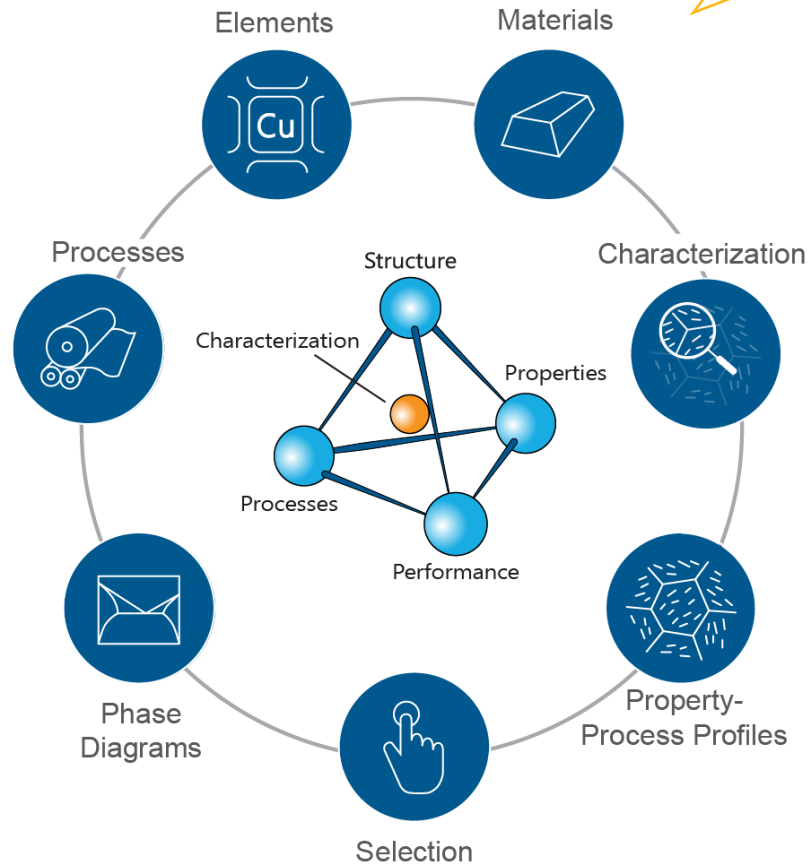 Elements
Materials
Cu
Processes
Characterization
Structure
Characterization
Properties
Processes
Performance
Phase
Diagrams
Property-
Process Profiles
Selection